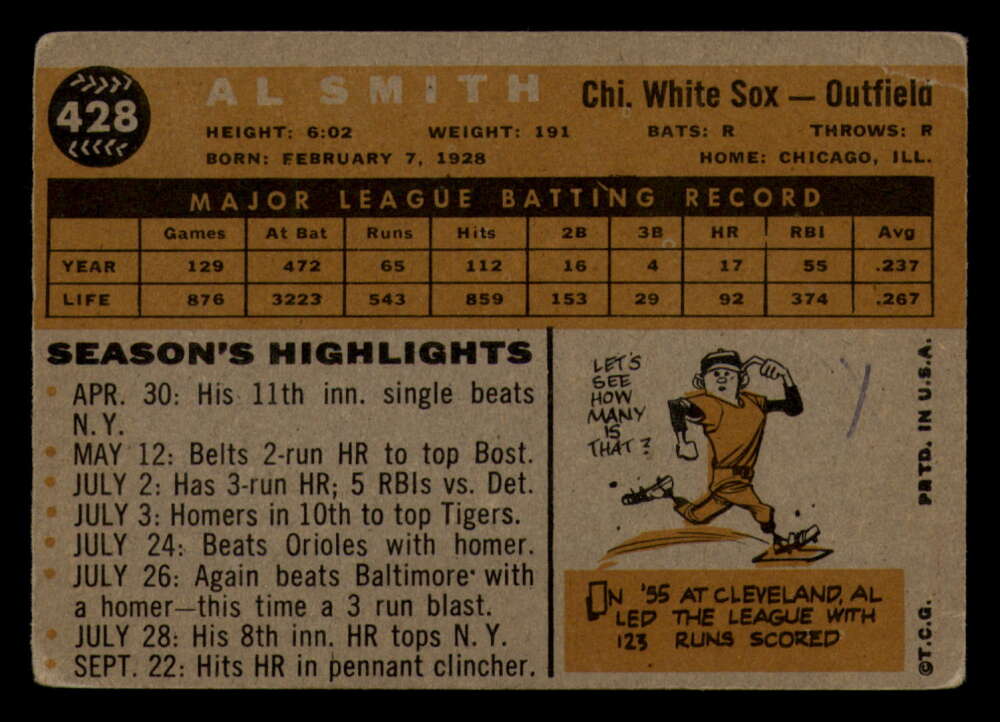 428
AL SMITH Chi. White Sox — Outfield
HEIGHT: 6:02 WEIGHT: 191 BATS: R THROWS: R
BORN: FEBRUARY 7, 1928 HOME: CHICAGO, ILL.
MAJOR LEAGUE BATTING RECORD
Games At Bat Runs Hits 2B 3B HR RBI Avg
YEAR 129 472 65 112 16 4 17 55 .237
LIFE 876 3223 543 859 153 29 92 374 .267
SEASON'S HIGHLIGHTS
APR. 30: His 11th inn. single beats
N.Y.
MAY 12: Belts 2-run HR to top Bost.
JULY 2: Has 3-run HR; 5 RBIs vs. Det.
JULY 3: Homers in 10th to top Tigers.
JULY 24: Beats Orioles with homer.
JULY 26: Again beats Baltimore with
a homer—this time a 3 run blast.
JULY 28: His 8th inn. HR tops N.Y.
SEPT. 22: Hits HR in pennant clincher.
LET'S
SEE
HOW
MANY
IS
THAT?
ON '55 AT CLEVELAND, AL
LED THE LEAGUE WITH
123 RUNS SCORED
©T.C.G. PRTD. IN U.S.A.